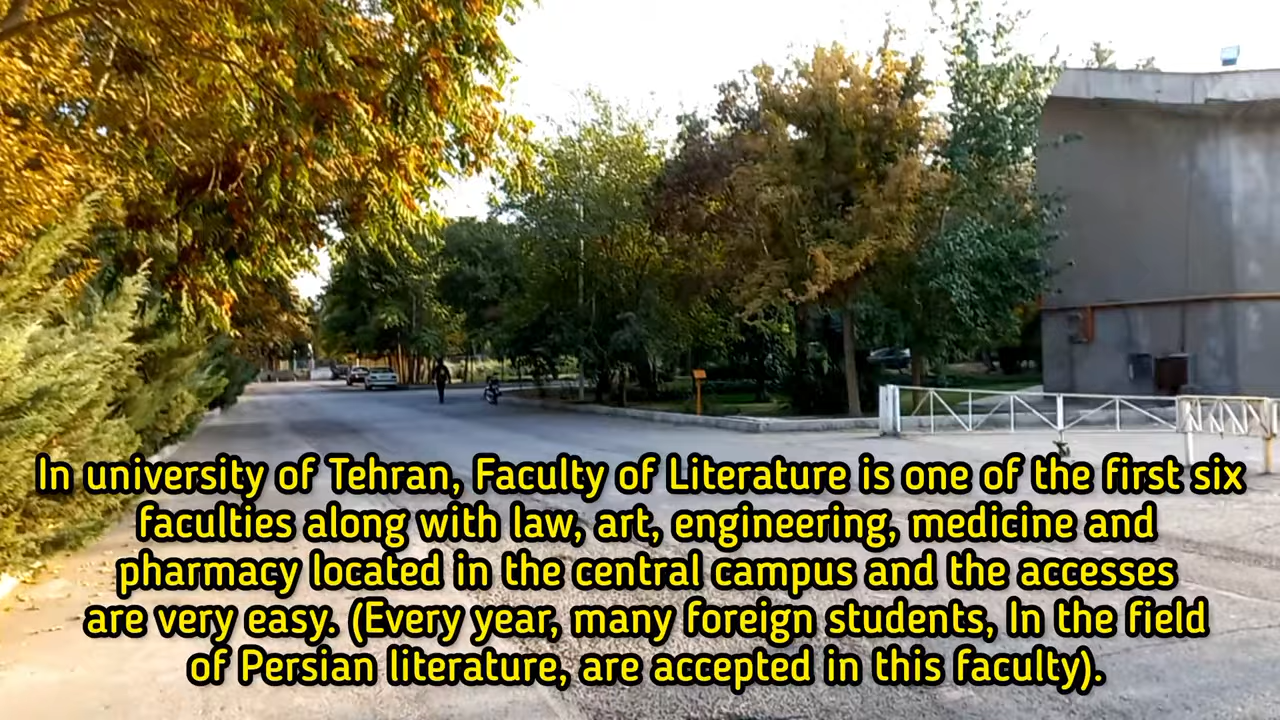 In university of Tehran, Faculty of Literature is one of the first six
faculties along with law, art, engineering, medicine and
pharmacy located in the central campus and the accesses
are very easy. (Every year, many foreign students, In the field
of Persian literature, are accepted in this faculty).